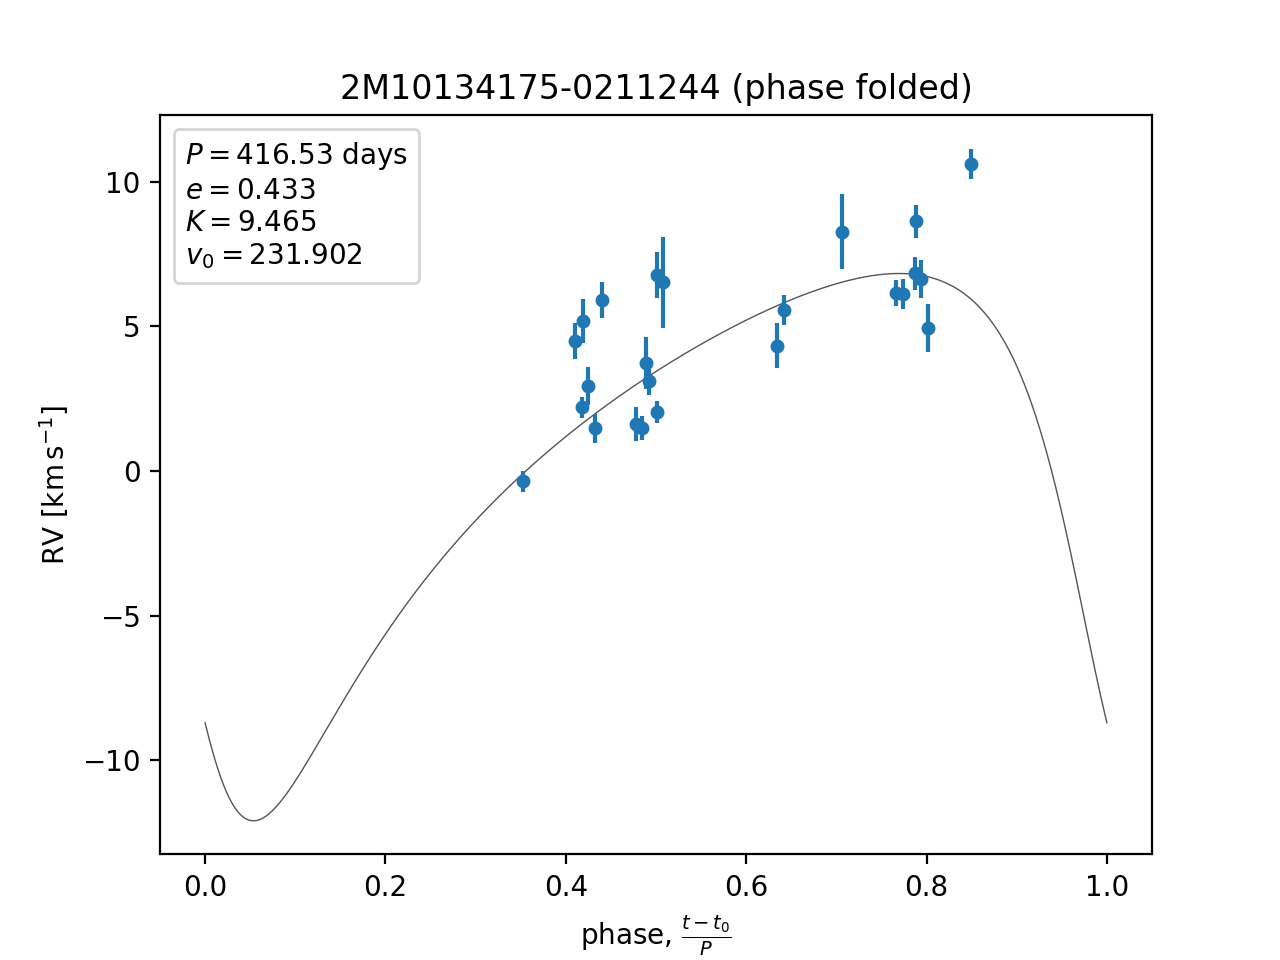 2M10134175-0211244 (phase folded)
P = 416.53 days
e = 0.433
K = 9.465
v₀ = 231.902
10
5
0
−5
−10
RV [km s⁻¹]
0.0 0.2 0.4 0.6 0.8 1.0
phase, (t − t₀)/P